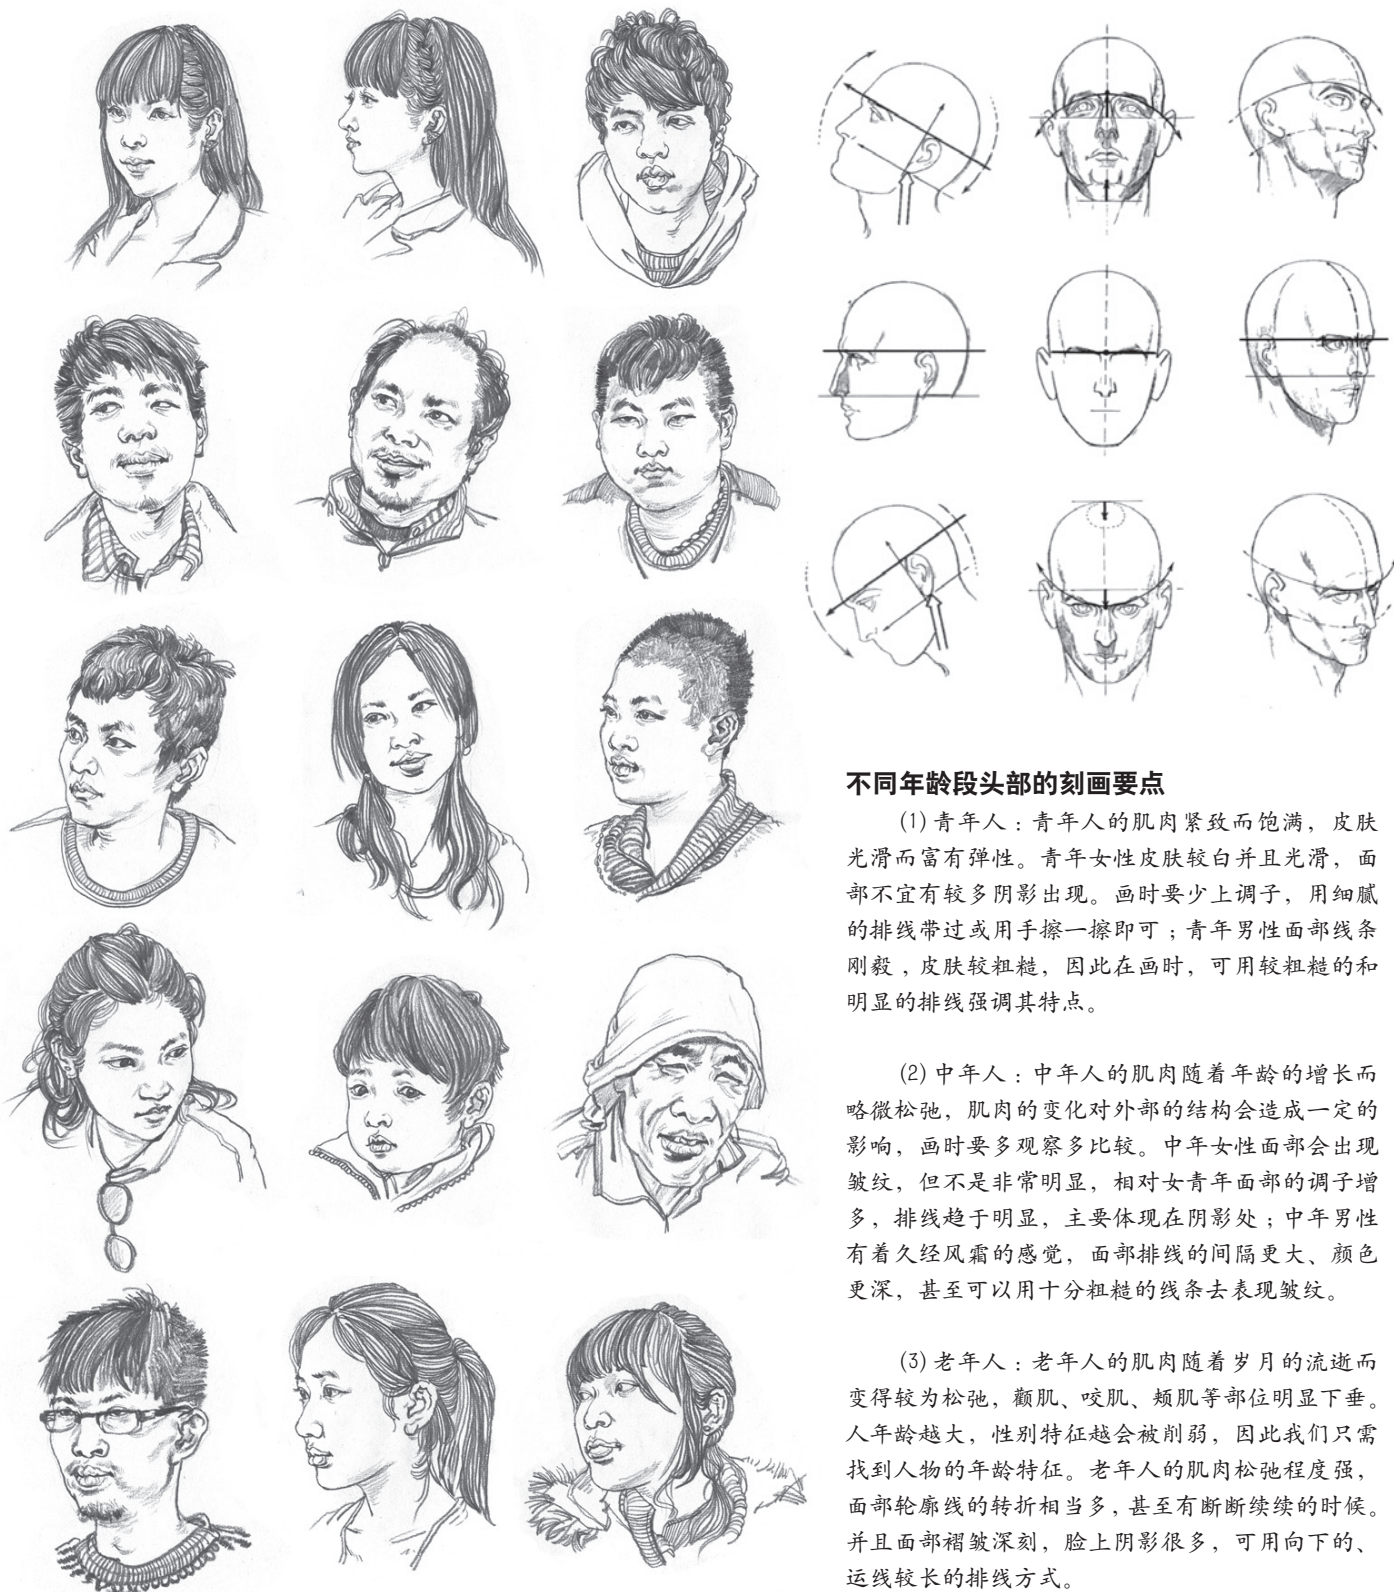 不同年龄段头部的刻画要点
(1) 青年人：青年人的肌肉紧致而饱满，皮肤
光滑而富有弹性。青年女性皮肤较白并且光滑，面
部不宜有较多阴影出现。画时要少上调子，用细腻
的排线带过或用手擦一擦即可；青年男性面部线条
刚毅，皮肤较粗糙，因此在画时，可用较粗糙的和
明显的排线强调其特点。
(2) 中年人：中年人的肌肉随着年龄的增长而
略微松弛，肌肉的变化对外部的结构会造成一定的
影响，画时要多观察多比较。中年女性面部会出现
皱纹，但不是非常明显，相对女青年面部的调子增
多，排线趋于明显，主要体现在阴影处；中年男性
有着久经风霜的感觉，面部排线的间隔更大、颜色
更深，甚至可以用十分粗糙的线条去表现皱纹。
(3) 老年人：老年人的肌肉随着岁月的流逝而
变得较为松弛，颧肌、咬肌、颊肌等部位明显下垂。
人年龄越大，性别特征越会被削弱，因此我们只需
找到人物的年龄特征。老年人的肌肉松弛程度强，
面部轮廓线的转折相当多，甚至有断断续续的时候。
并且面部褶皱深刻，脸上阴影很多，可用向下的、
运线较长的排线方式。